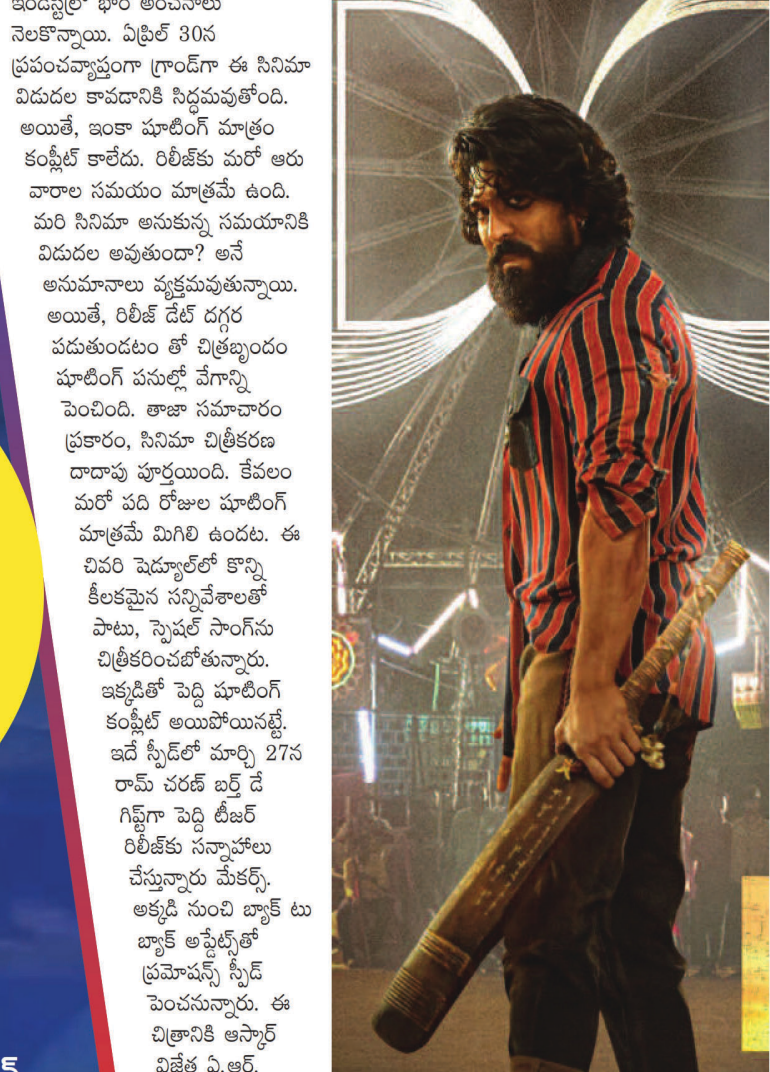 ఇండస్ట్రీలో భారీ అంచనాలు
నెలకొన్నాయి. ఏప్రిల్ 30న
ప్రపంచవ్యాప్తంగా గ్రాండ్‌గా ఈ సినిమా
విడుదల కావడానికి సిద్ధమవుతోంది.
అయితే, ఇంకా షూటింగ్ మాత్రం
కంప్లీట్ కాలేదు. రిలీజ్‌కు మరో ఆరు
వారాల సమయం మాత్రమే ఉంది.
మరి సినిమా అనుకున్న సమయానికి
విడుదల అవుతుందా? అనే
అనుమానాలు వ్యక్తమవుతున్నాయి.
అయితే, రిలీజ్ డేట్ దగ్గర
పడుతుండటం తో చిత్రబృందం
షూటింగ్ పనుల్లో వేగాన్ని
పెంచింది. తాజా సమాచారం
ప్రకారం, సినిమా చిత్రీకరణ
దాదాపు పూర్తయింది. కేవలం
మరో పది రోజుల షూటింగ్
మాత్రమే మిగిలి ఉందట. ఈ
చివరి షెడ్యూల్‌లో కొన్ని
కీలకమైన సన్నివేశాలతో
పాటు, స్పెషల్ సాంగ్‌ను
చిత్రీకరించబోతున్నారు.
ఇక్కడితో పెద్ది షూటింగ్
కంప్లీట్ అయిపోయినట్టే.
ఇదే స్పీడ్‌లో మార్చి 27న
రామ్ చరణ్ బర్త్ డే
గిఫ్ట్‌గా పెద్ది టీజర్
రిలీజ్‌కు సన్నాహాలు
చేస్తున్నారు మేకర్స్.
అక్కడి నుంచి బ్యాక్ టు
బ్యాక్ అప్డేట్స్‌తో
ప్రమోషన్స్ స్పీడ్
పెంచనున్నారు. ఈ
చిత్రానికి ఆస్కార్
విజేత ఏ.ఆర్.